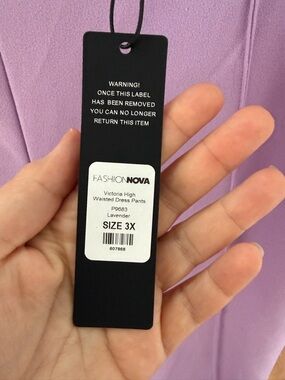 WARNING!
ONCE THIS LABEL
HAS BEEN REMOVED
YOU CAN NO LONGER
RETURN THIS ITEM
FASHIONNOVA
Victoria High
Waisted Dress Pants
P9683
Lavender
SIZE 3X
607868